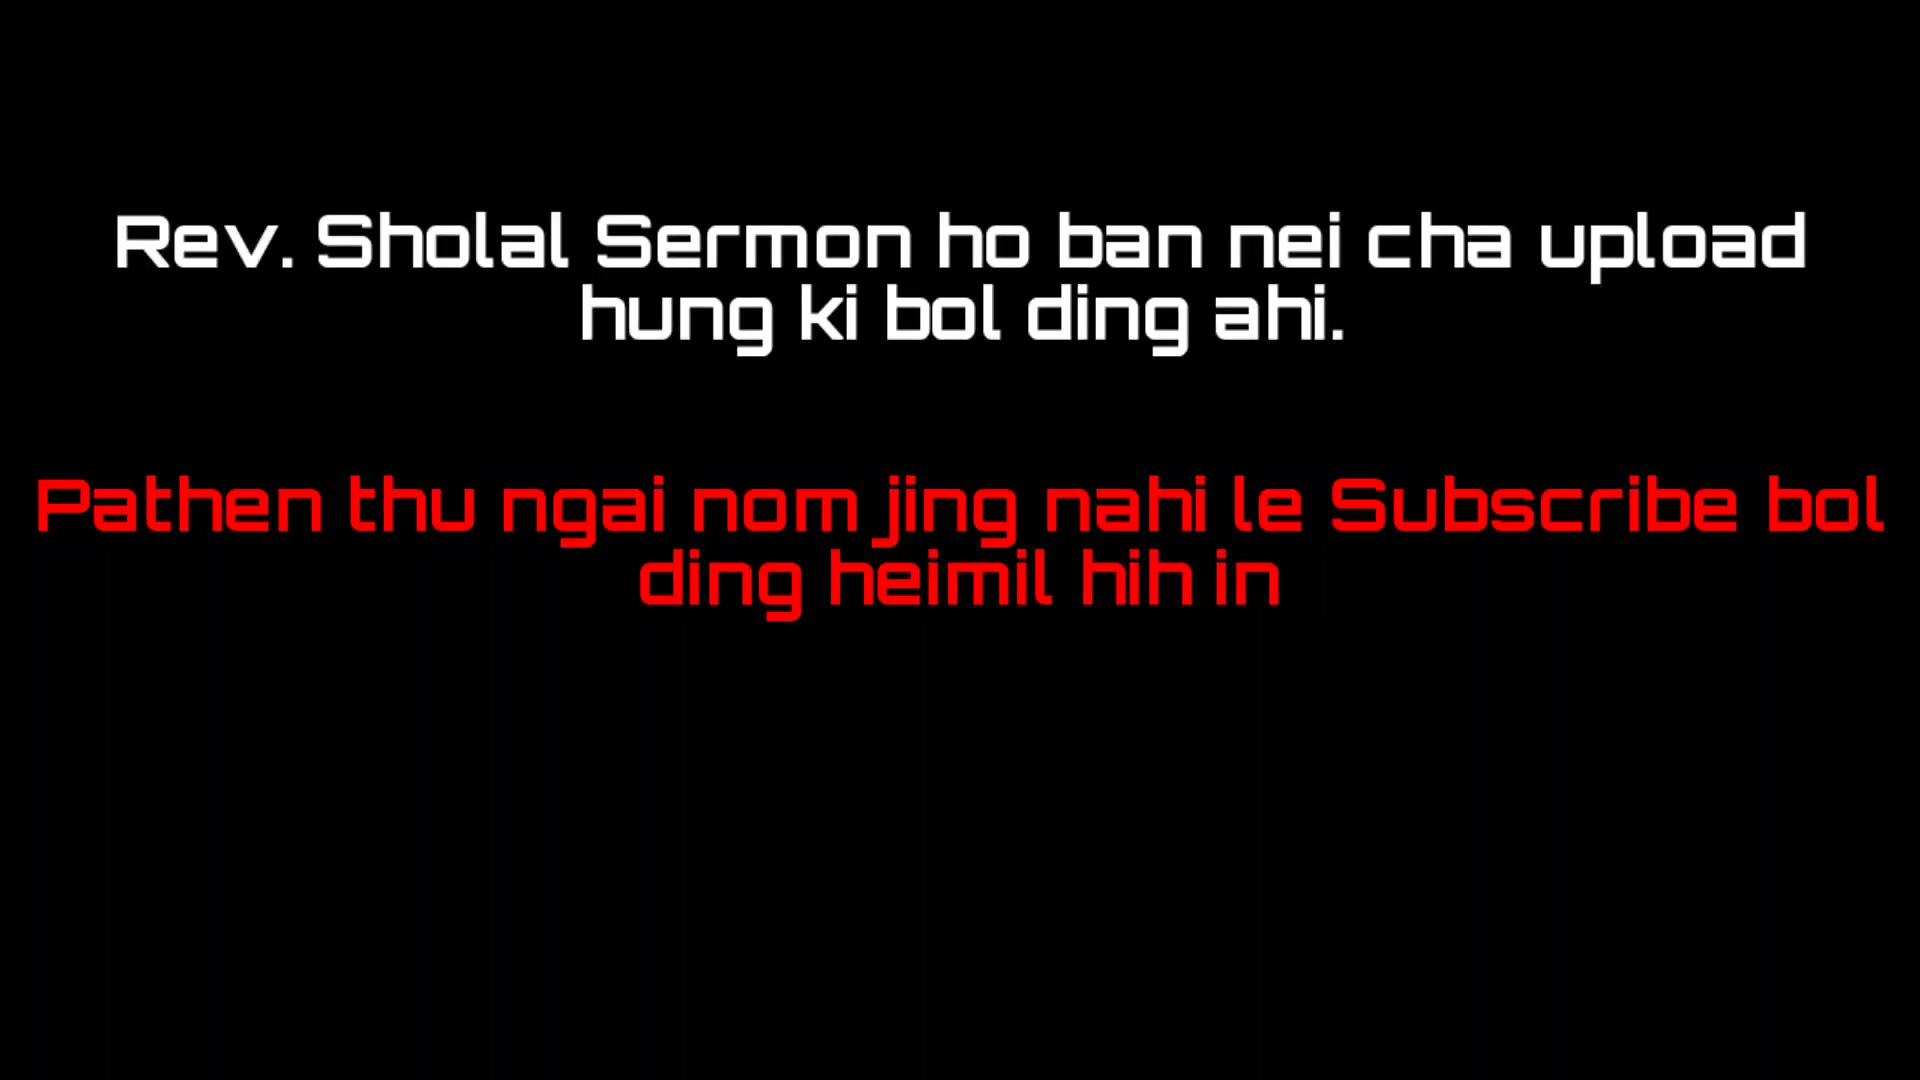 Rev. Sholal Sermon ho ban nei cha upload
hung ki bol ding ahi.
Pathen thu ngai nom jing nahi le Subscribe bol
ding heimil hih in